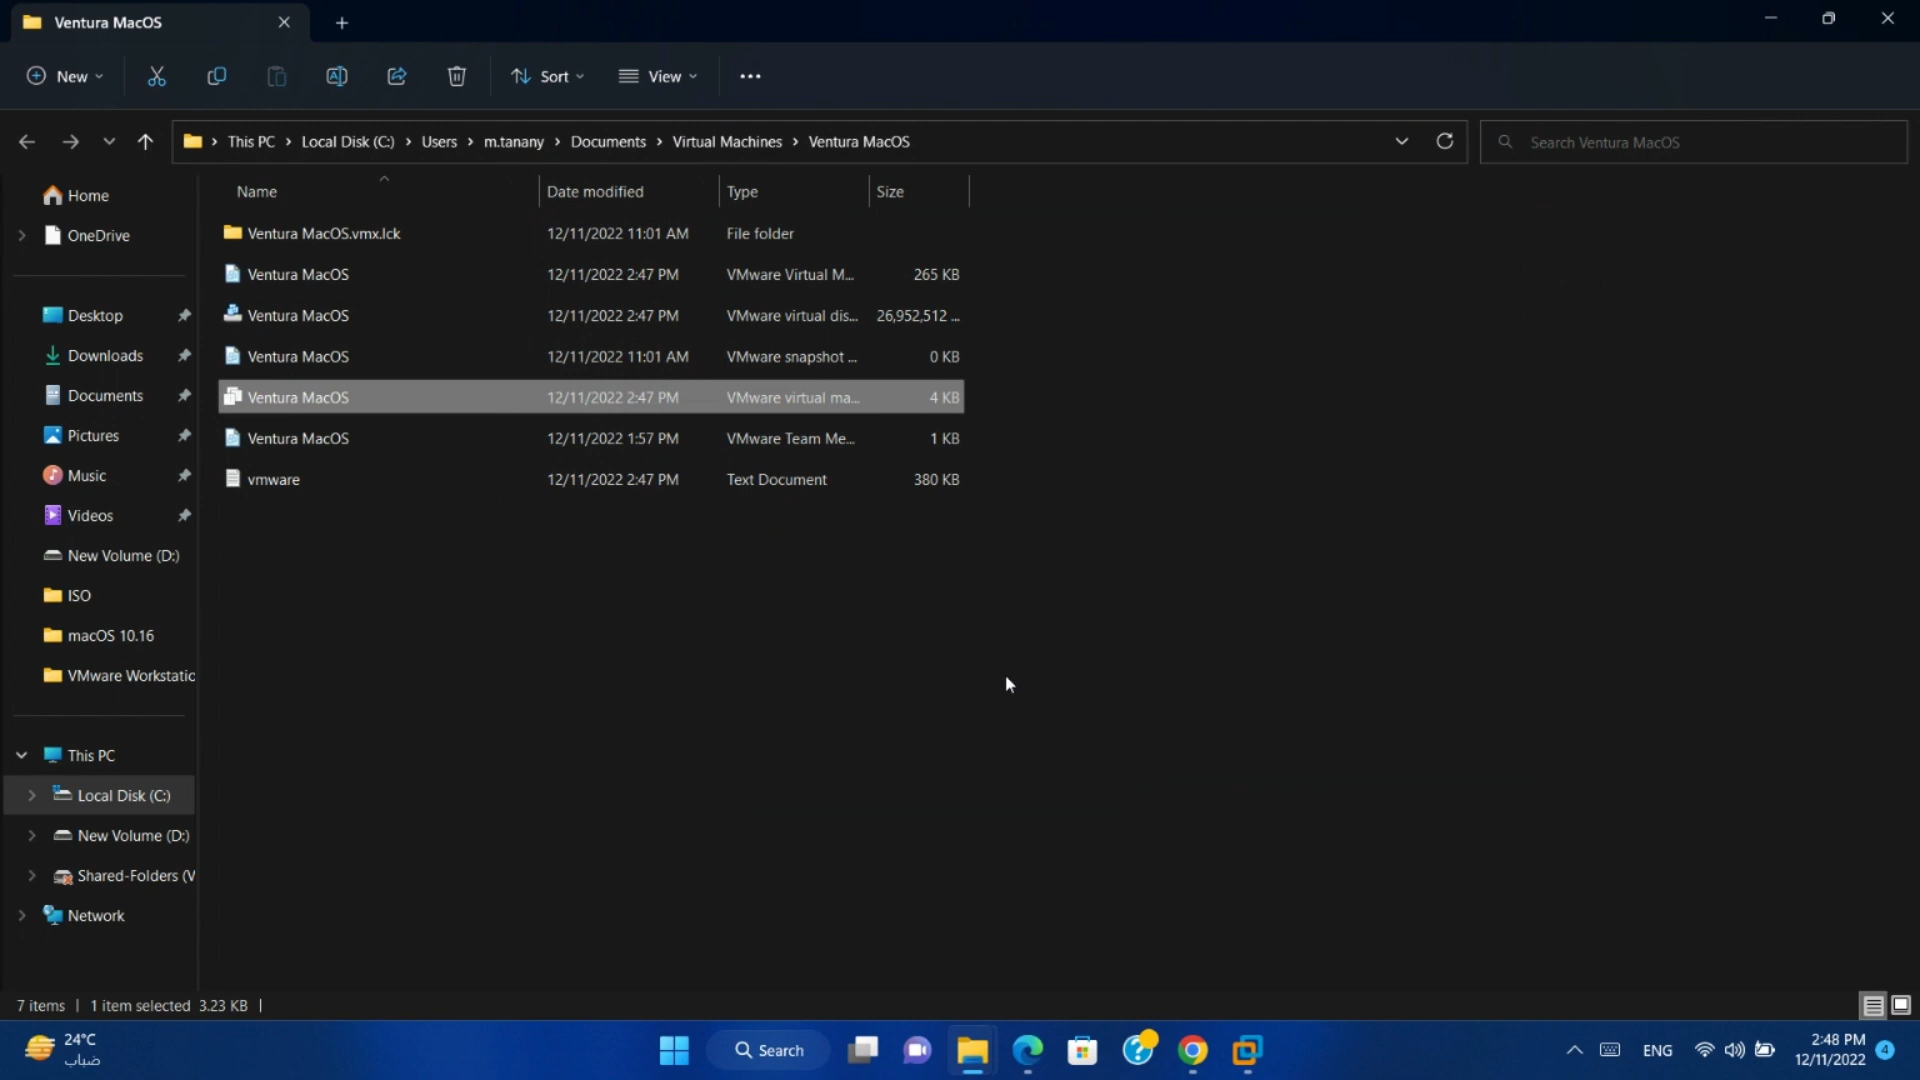 Ventura MacOS
New
Sort
View
This PC
Local Disk (C:)
Users
m.tanany
Documents
Virtual Machines
Ventura MacOS
Search Ventura MacOS
Name
Date modified
Type
Size
Ventura MacOS.vmx.lck 12/11/2022 11:01 AM File folder
Ventura MacOS 12/11/2022 2:47 PM VMware Virtual M... 265 KB
Ventura MacOS 12/11/2022 2:47 PM VMware virtual dis... 26,952,512 ...
Ventura MacOS 12/11/2022 11:01 AM VMware snapshot ... 0 KB
Ventura MacOS 12/11/2022 2:47 PM VMware virtual ma... 4 KB
Ventura MacOS 12/11/2022 1:57 PM VMware Team Me... 1 KB
vmware 12/11/2022 2:47 PM Text Document 380 KB
Home
OneDrive
Desktop
Downloads
Documents
Pictures
Music
Videos
New Volume (D:)
ISO
macOS 10.16
VMware Workstatio
This PC
Local Disk (C:)
New Volume (D:)
Shared-Folders (V
Network
7 items | 1 item selected 3.23 KB |
24°C
ضباب
Search
ENG
2:48 PM
12/11/2022
4